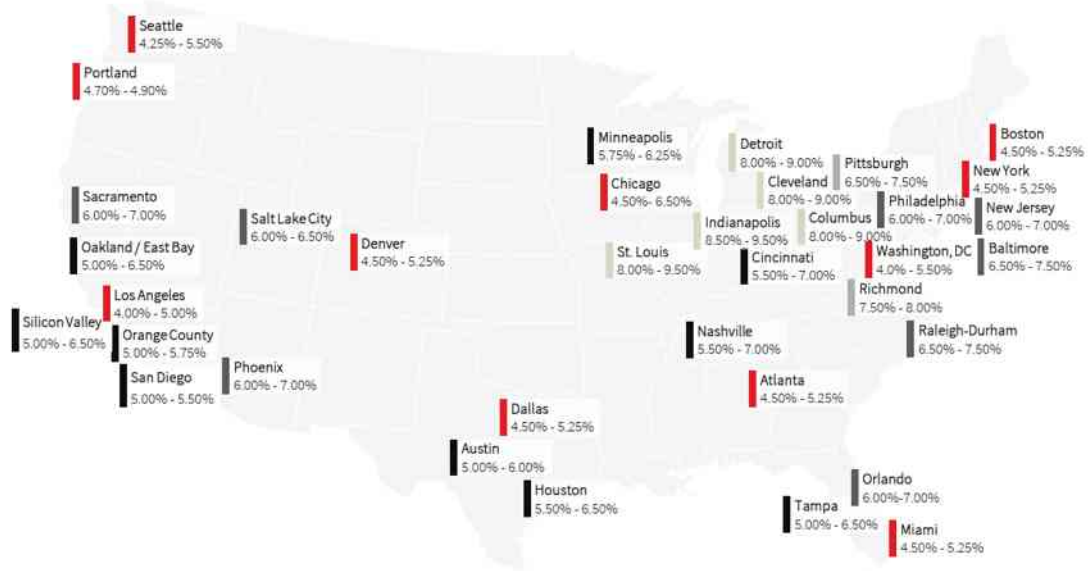 Seattle
4.25% - 5.50%
Portland
4.70% - 4.90%
Minneapolis
5.75% - 6.25%
Detroit
8.00% - 9.00%
Boston
4.50% - 5.25%
Pittsburgh
6.50% - 7.50%
New York
4.50% - 5.25%
Chicago
4.50% - 6.50%
Cleveland
8.00% - 9.00%
Sacramento
6.00% - 7.00%
Philadelphia
6.00% - 7.00%
New Jersey
6.00% - 7.00%
Salt Lake City
6.00% - 6.50%
Indianapolis
8.50% - 9.50%
Columbus
8.00% - 9.00%
Oakland / East Bay
5.00% - 6.50%
Denver
4.50% - 5.25%
St. Louis
8.00% - 9.50%
Cincinnati
5.50% - 7.00%
Washington, DC
4.0% - 5.50%
Baltimore
6.50% - 7.50%
Los Angeles
4.00% - 5.00%
Richmond
7.50% - 8.00%
Silicon Valley
5.00% - 6.50%
Orange County
5.00% - 5.75%
Nashville
5.50% - 7.00%
Raleigh-Durham
6.50% - 7.50%
San Diego
5.00% - 5.50%
Phoenix
6.00% - 7.00%
Atlanta
4.50% - 5.25%
Dallas
4.50% - 5.25%
Austin
5.00% - 6.00%
Houston
5.50% - 6.50%
Orlando
6.00%-7.00%
Tampa
5.00% - 6.50%
Miami
4.50% - 5.25%